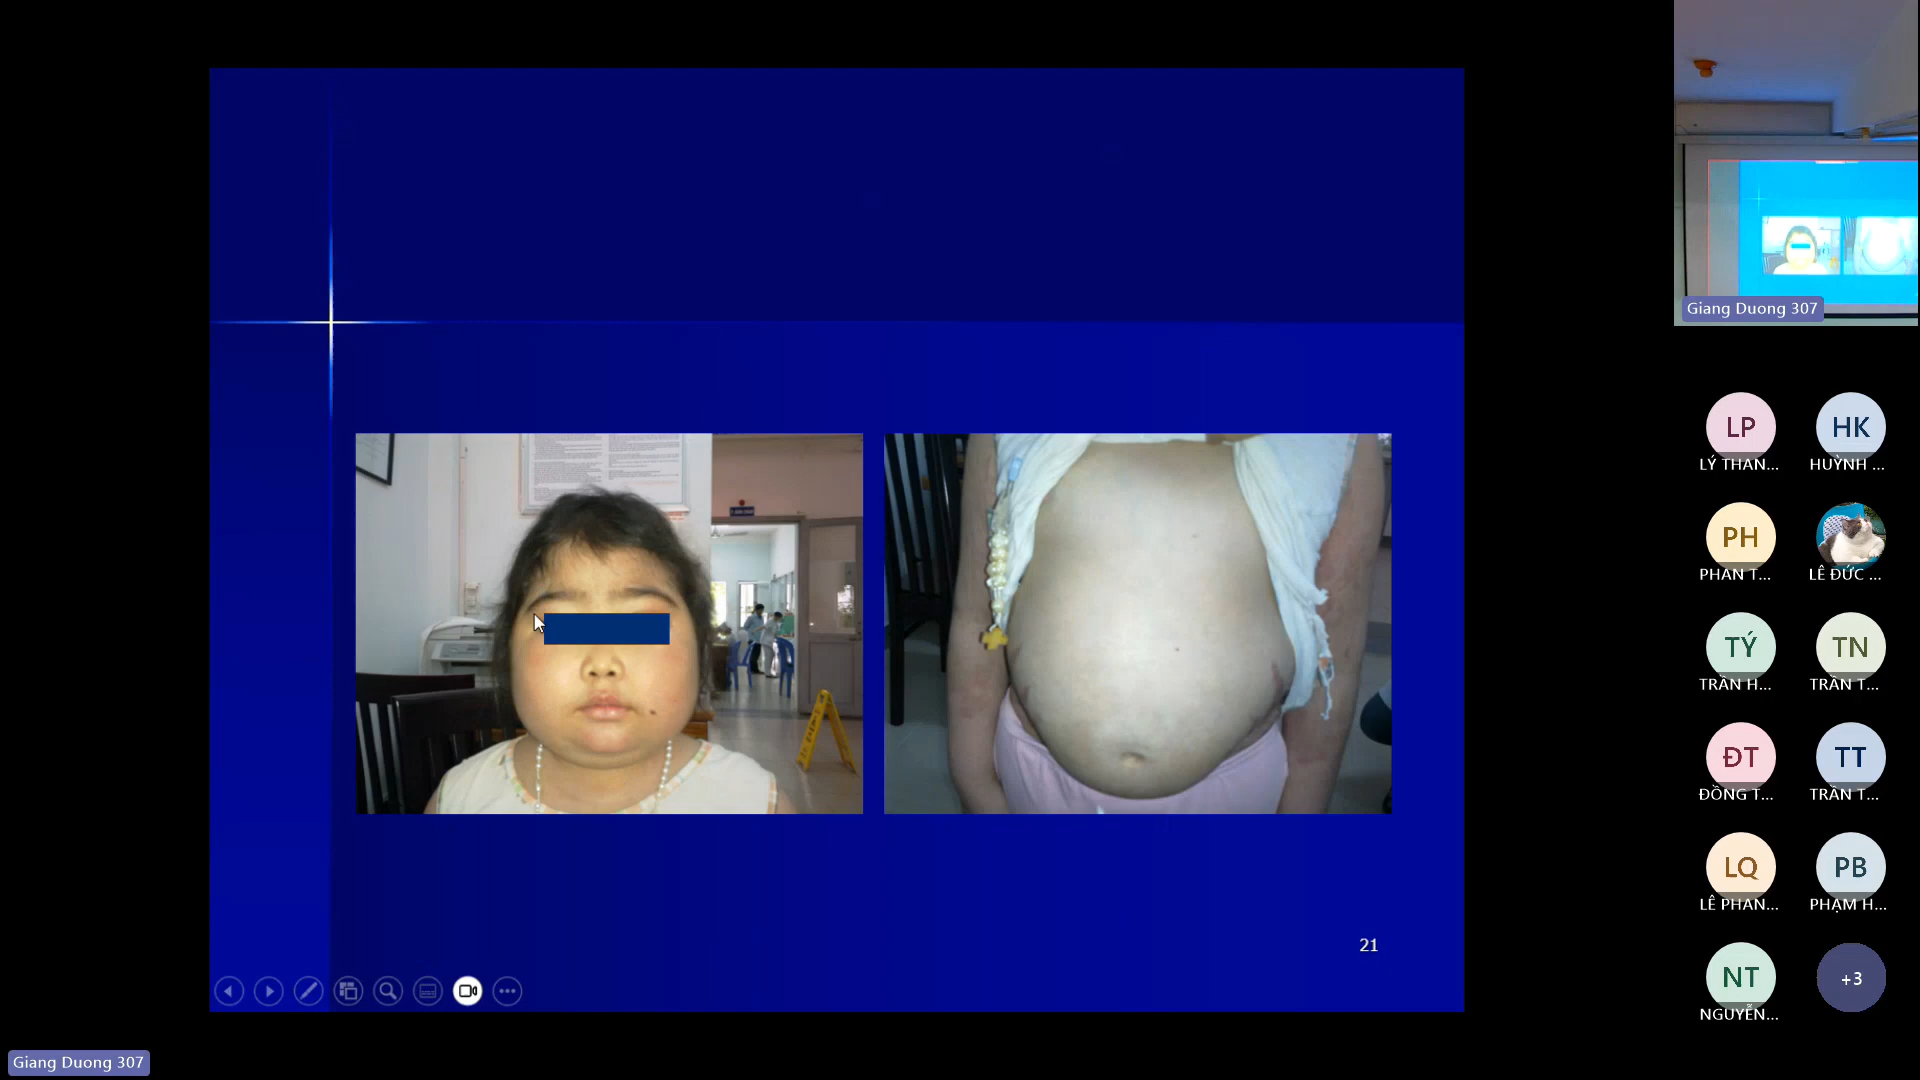 21
Giang Duong 307
Giang Duong 307
LP
LÝ THAN...
HK
HUỲNH ...
PH
PHAN T...
LÊ ĐỨC ...
TÝ
TRẦN H...
TN
TRẦN T...
ĐT
ĐỒNG T...
TT
TRẦN T...
LQ
LÊ PHAN...
PB
PHẠM H...
NT
NGUYỄN...
+3